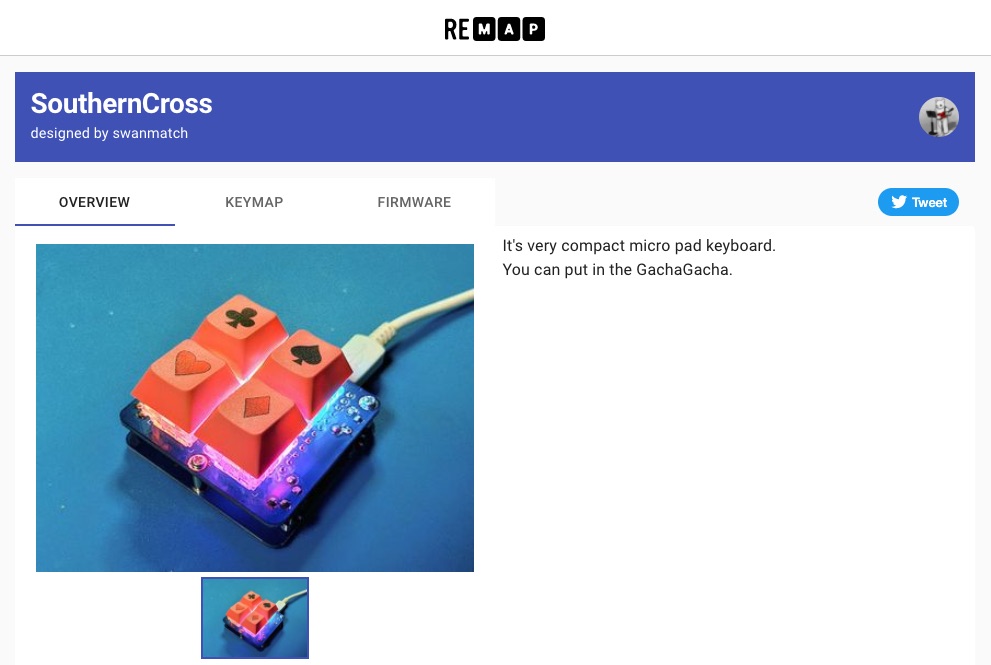 REMAP
SouthernCross
designed by swanmatch
OVERVIEW
KEYMAP
FIRMWARE
Tweet
It's very compact micro pad keyboard.
You can put in the GachaGacha.